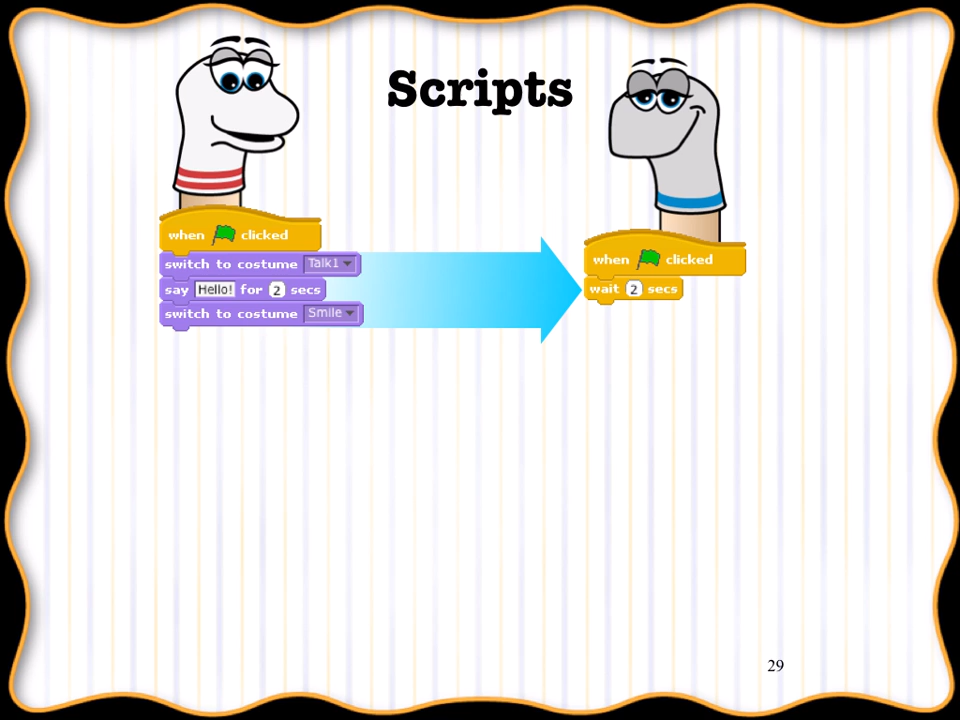 Scripts
when clicked
switch to costume Talk1
say Hello! for 2 secs
switch to costume Smile
when clicked
wait 2 secs
29